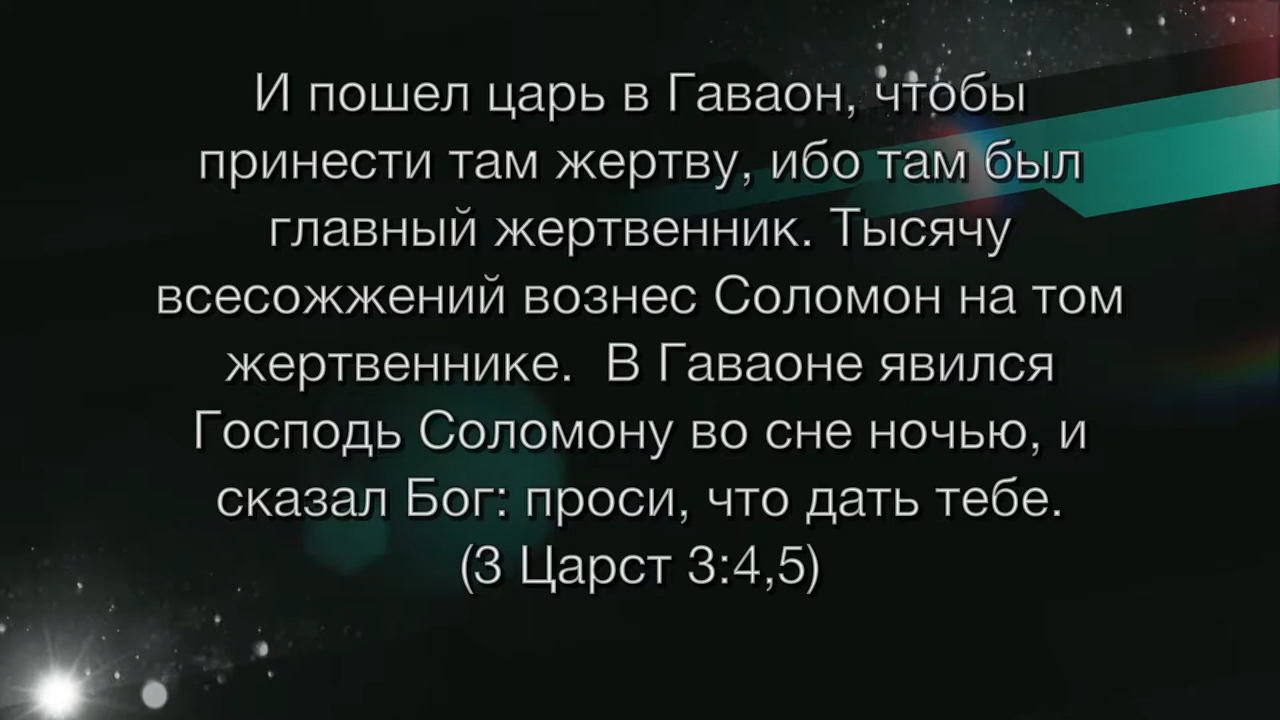 И пошел царь в Гаваон, чтобы
принести там жертву, ибо там был
главный жертвенник. Тысячу
всесожжений вознес Соломон на том
жертвеннике.  В Гаваоне явился
Господь Соломону во сне ночью, и
сказал Бог: проси, что дать тебе.
(3 Царст 3:4,5)